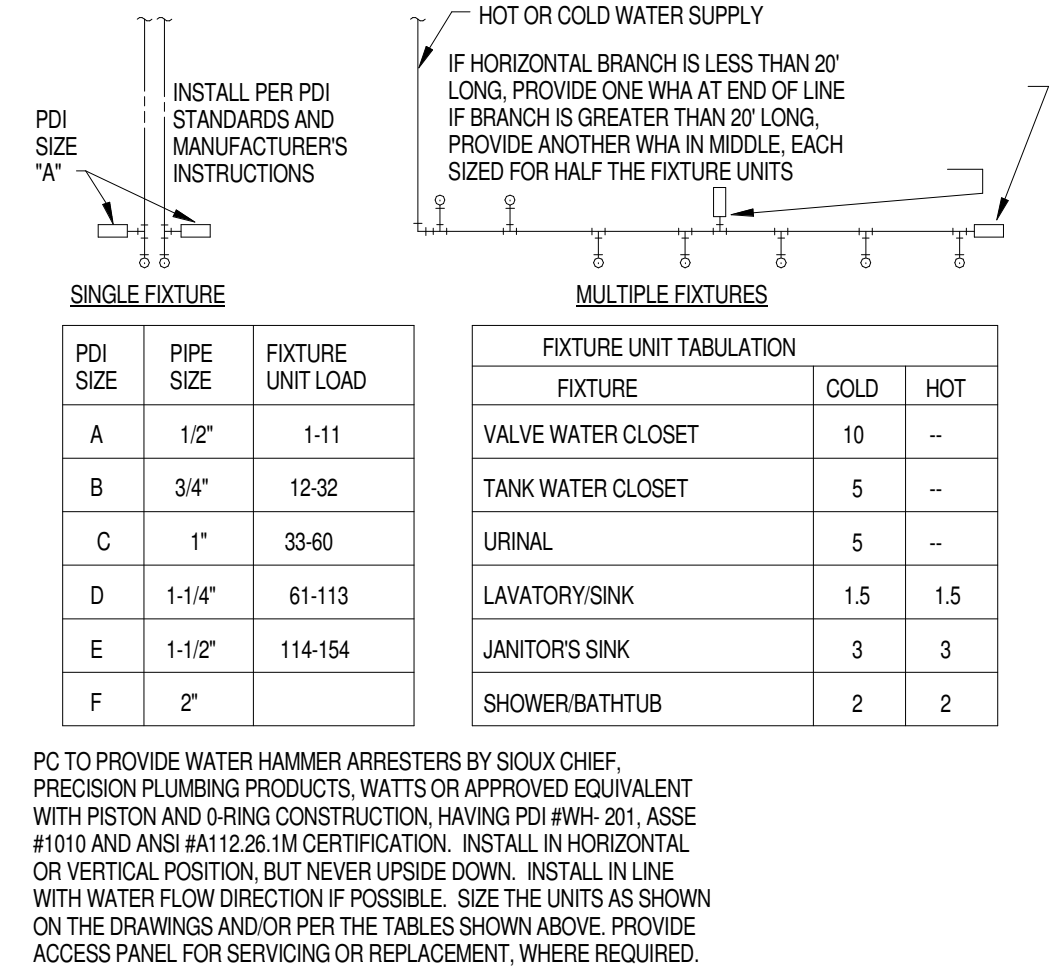 HOT OR COLD WATER SUPPLY
IF HORIZONTAL BRANCH IS LESS THAN 20'
LONG, PROVIDE ONE WHA AT END OF LINE
IF BRANCH IS GREATER THAN 20' LONG,
PROVIDE ANOTHER WHA IN MIDDLE, EACH
SIZED FOR HALF THE FIXTURE UNITS
INSTALL PER PDI
STANDARDS AND
MANUFACTURER'S
INSTRUCTIONS
PDI
SIZE
"A"
SINGLE FIXTURE
MULTIPLE FIXTURES
PDI SIZE PIPE SIZE FIXTURE UNIT LOAD
A 1/2" 1-11
B 3/4" 12-32
C 1" 33-60
D 1-1/4" 61-113
E 1-1/2" 114-154
F 2"
FIXTURE UNIT TABULATION
FIXTURE COLD HOT
VALVE WATER CLOSET 10 --
TANK WATER CLOSET 5 --
URINAL 5 --
LAVATORY/SINK 1.5 1.5
JANITOR'S SINK 3 3
SHOWER/BATHTUB 2 2
PC TO PROVIDE WATER HAMMER ARRESTERS BY SIOUX CHIEF,
PRECISION PLUMBING PRODUCTS, WATTS OR APPROVED EQUIVALENT
WITH PISTON AND 0-RING CONSTRUCTION, HAVING PDI #WH- 201, ASSE
#1010 AND ANSI #A112.26.1M CERTIFICATION. INSTALL IN HORIZONTAL
OR VERTICAL POSITION, BUT NEVER UPSIDE DOWN. INSTALL IN LINE
WITH WATER FLOW DIRECTION IF POSSIBLE. SIZE THE UNITS AS SHOWN
ON THE DRAWINGS AND/OR PER THE TABLES SHOWN ABOVE. PROVIDE
ACCESS PANEL FOR SERVICING OR REPLACEMENT, WHERE REQUIRED.